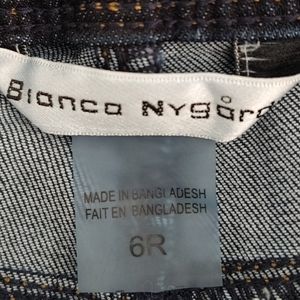 Bianca Nygård
MADE IN BANGLADESH
FAIT EN BANGLADESH
6R